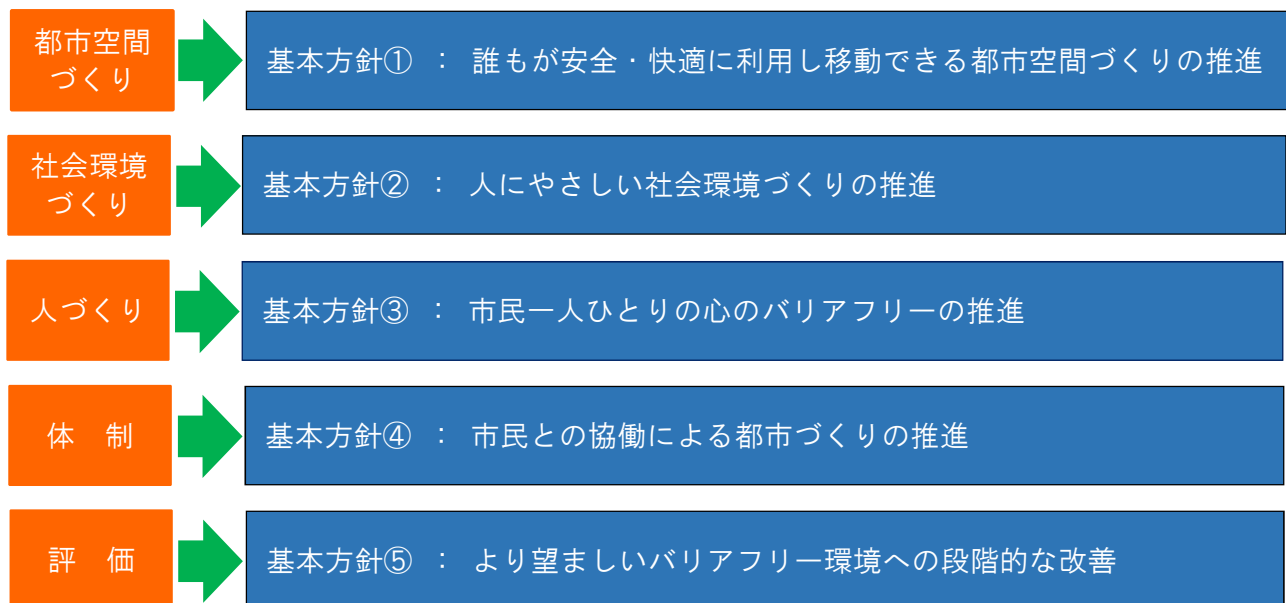 都市空間
づくり
基本方針① ： 誰もが安全・快適に利用し移動できる都市空間づくりの推進
社会環境
づくり
基本方針② ： 人にやさしい社会環境づくりの推進
人づくり
基本方針③ ： 市民一人ひとりの心のバリアフリーの推進
体　制
基本方針④ ： 市民との協働による都市づくりの推進
評　価
基本方針⑤ ： より望ましいバリアフリー環境への段階的な改善